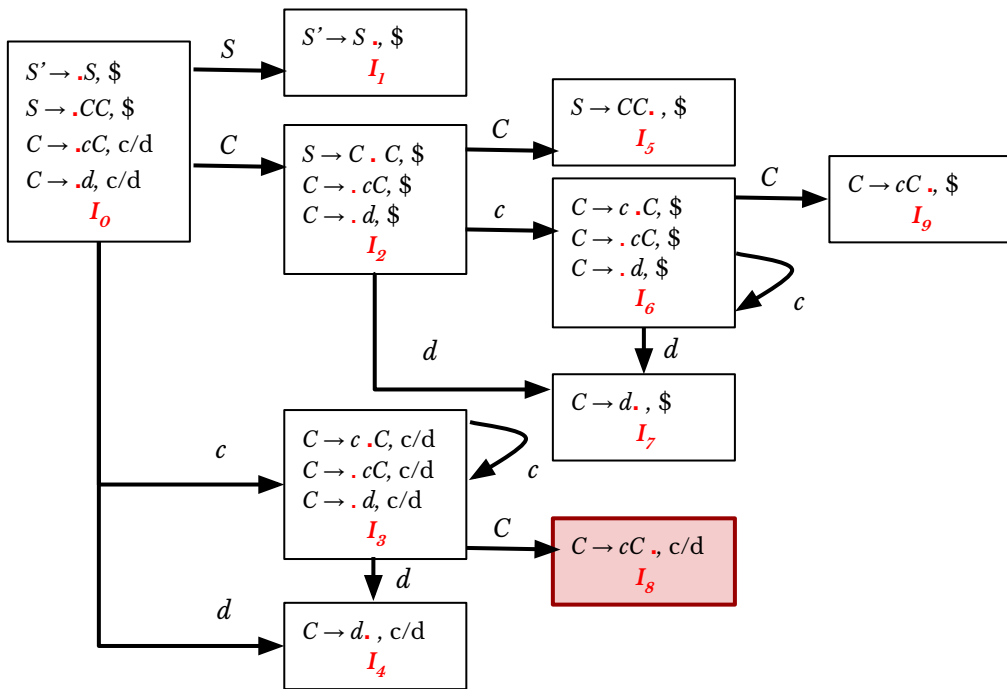 S' → .S, $
S → .CC, $
C → .cC, c/d
C → .d, c/d
I0
S
S' → S ., $
I1
C
S → C . C, $
C → . cC, $
C → . d, $
I2
C
S → CC. , $
I5
c
C → c .C, $
C → . cC, $
C → . d, $
I6
C
C → cC ., $
I9
c
d
d
C → d. , $
I7
c
C → c .C, c/d
C → . cC, c/d
C → . d, c/d
I3
c
C
C → cC ., c/d
I8
d
d
C → d. , c/d
I4